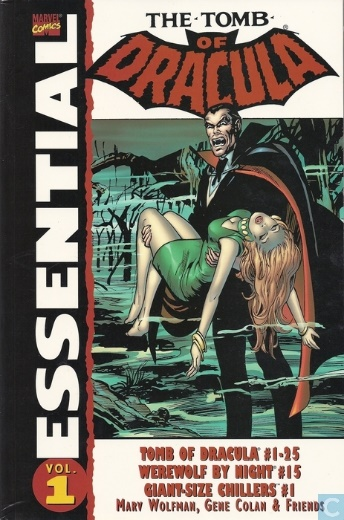 MARVEL
COMICS
ESSENTIAL
VOL.
1
THE TOMB
OF
DRACULA®
TOMB OF DRACULA® #1-25
WEREWOLF BY NIGHT® #15
GIANT-SIZE CHILLERS #1
MARV WOLFMAN, GENE COLAN & FRIENDS
C